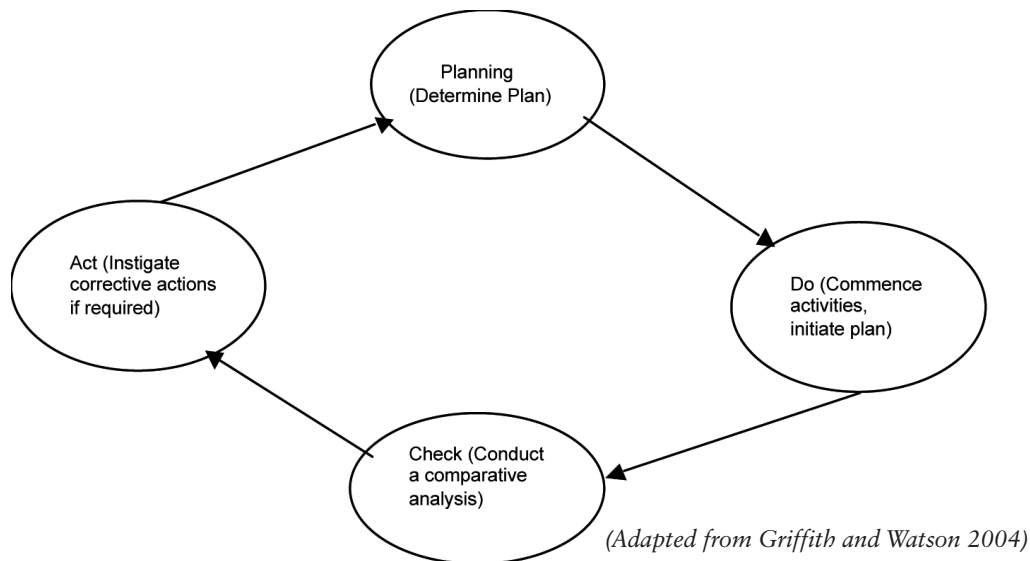 Planning
(Determine Plan)
Do (Commence
activities,
initiate plan)
Check (Conduct
a comparative
analysis)
Act (Instigate
corrective actions
if required)
(Adapted from Griffith and Watson 2004)